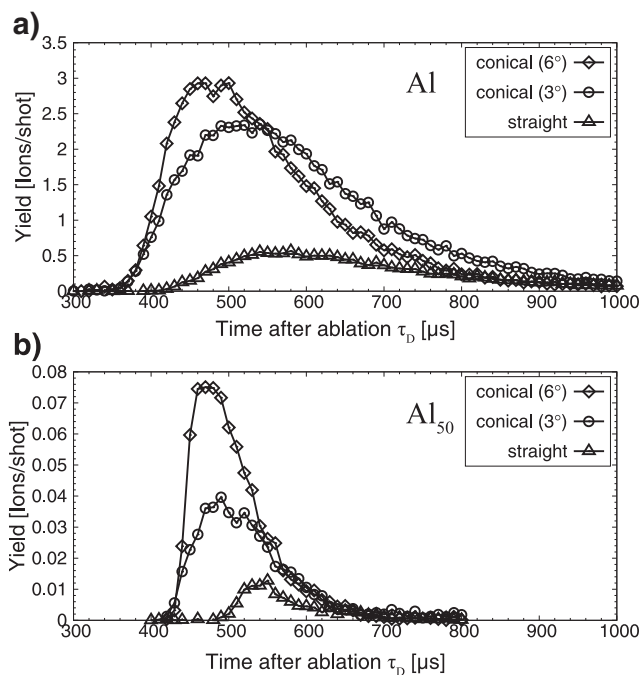 a)
3.5
3
2.5
2
1.5
1
0.5
0
Yield [Ions/shot]
Al
conical (6°)
conical (3°)
straight
300 400 500 600 700 800 900 1000
Time after ablation τD [μs]
b)
0.08
0.07
0.06
0.05
0.04
0.03
0.02
0.01
0
Yield [Ions/shot]
Al50
conical (6°)
conical (3°)
straight
300 400 500 600 700 800 900 1000
Time after ablation τD [μs]